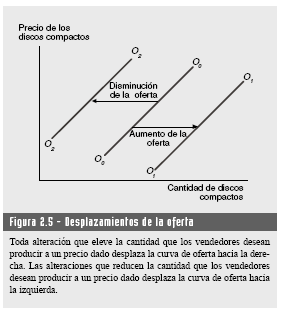 Precio de los
discos compactos
O2
O0
O1
Disminución
de la oferta
Aumento de la
oferta
O2
O0
O1
Cantidad de discos
compactos
Figura 2.5 - Desplazamientos de la oferta
Toda alteración que eleve la cantidad que los vendedores desean
producir a un precio dado desplaza la curva de oferta hacia la dere-
cha. Las alteraciones que reducen la cantidad que los vendedores
desean producir a un precio dado desplaza la curva de oferta hacia
la izquierda.